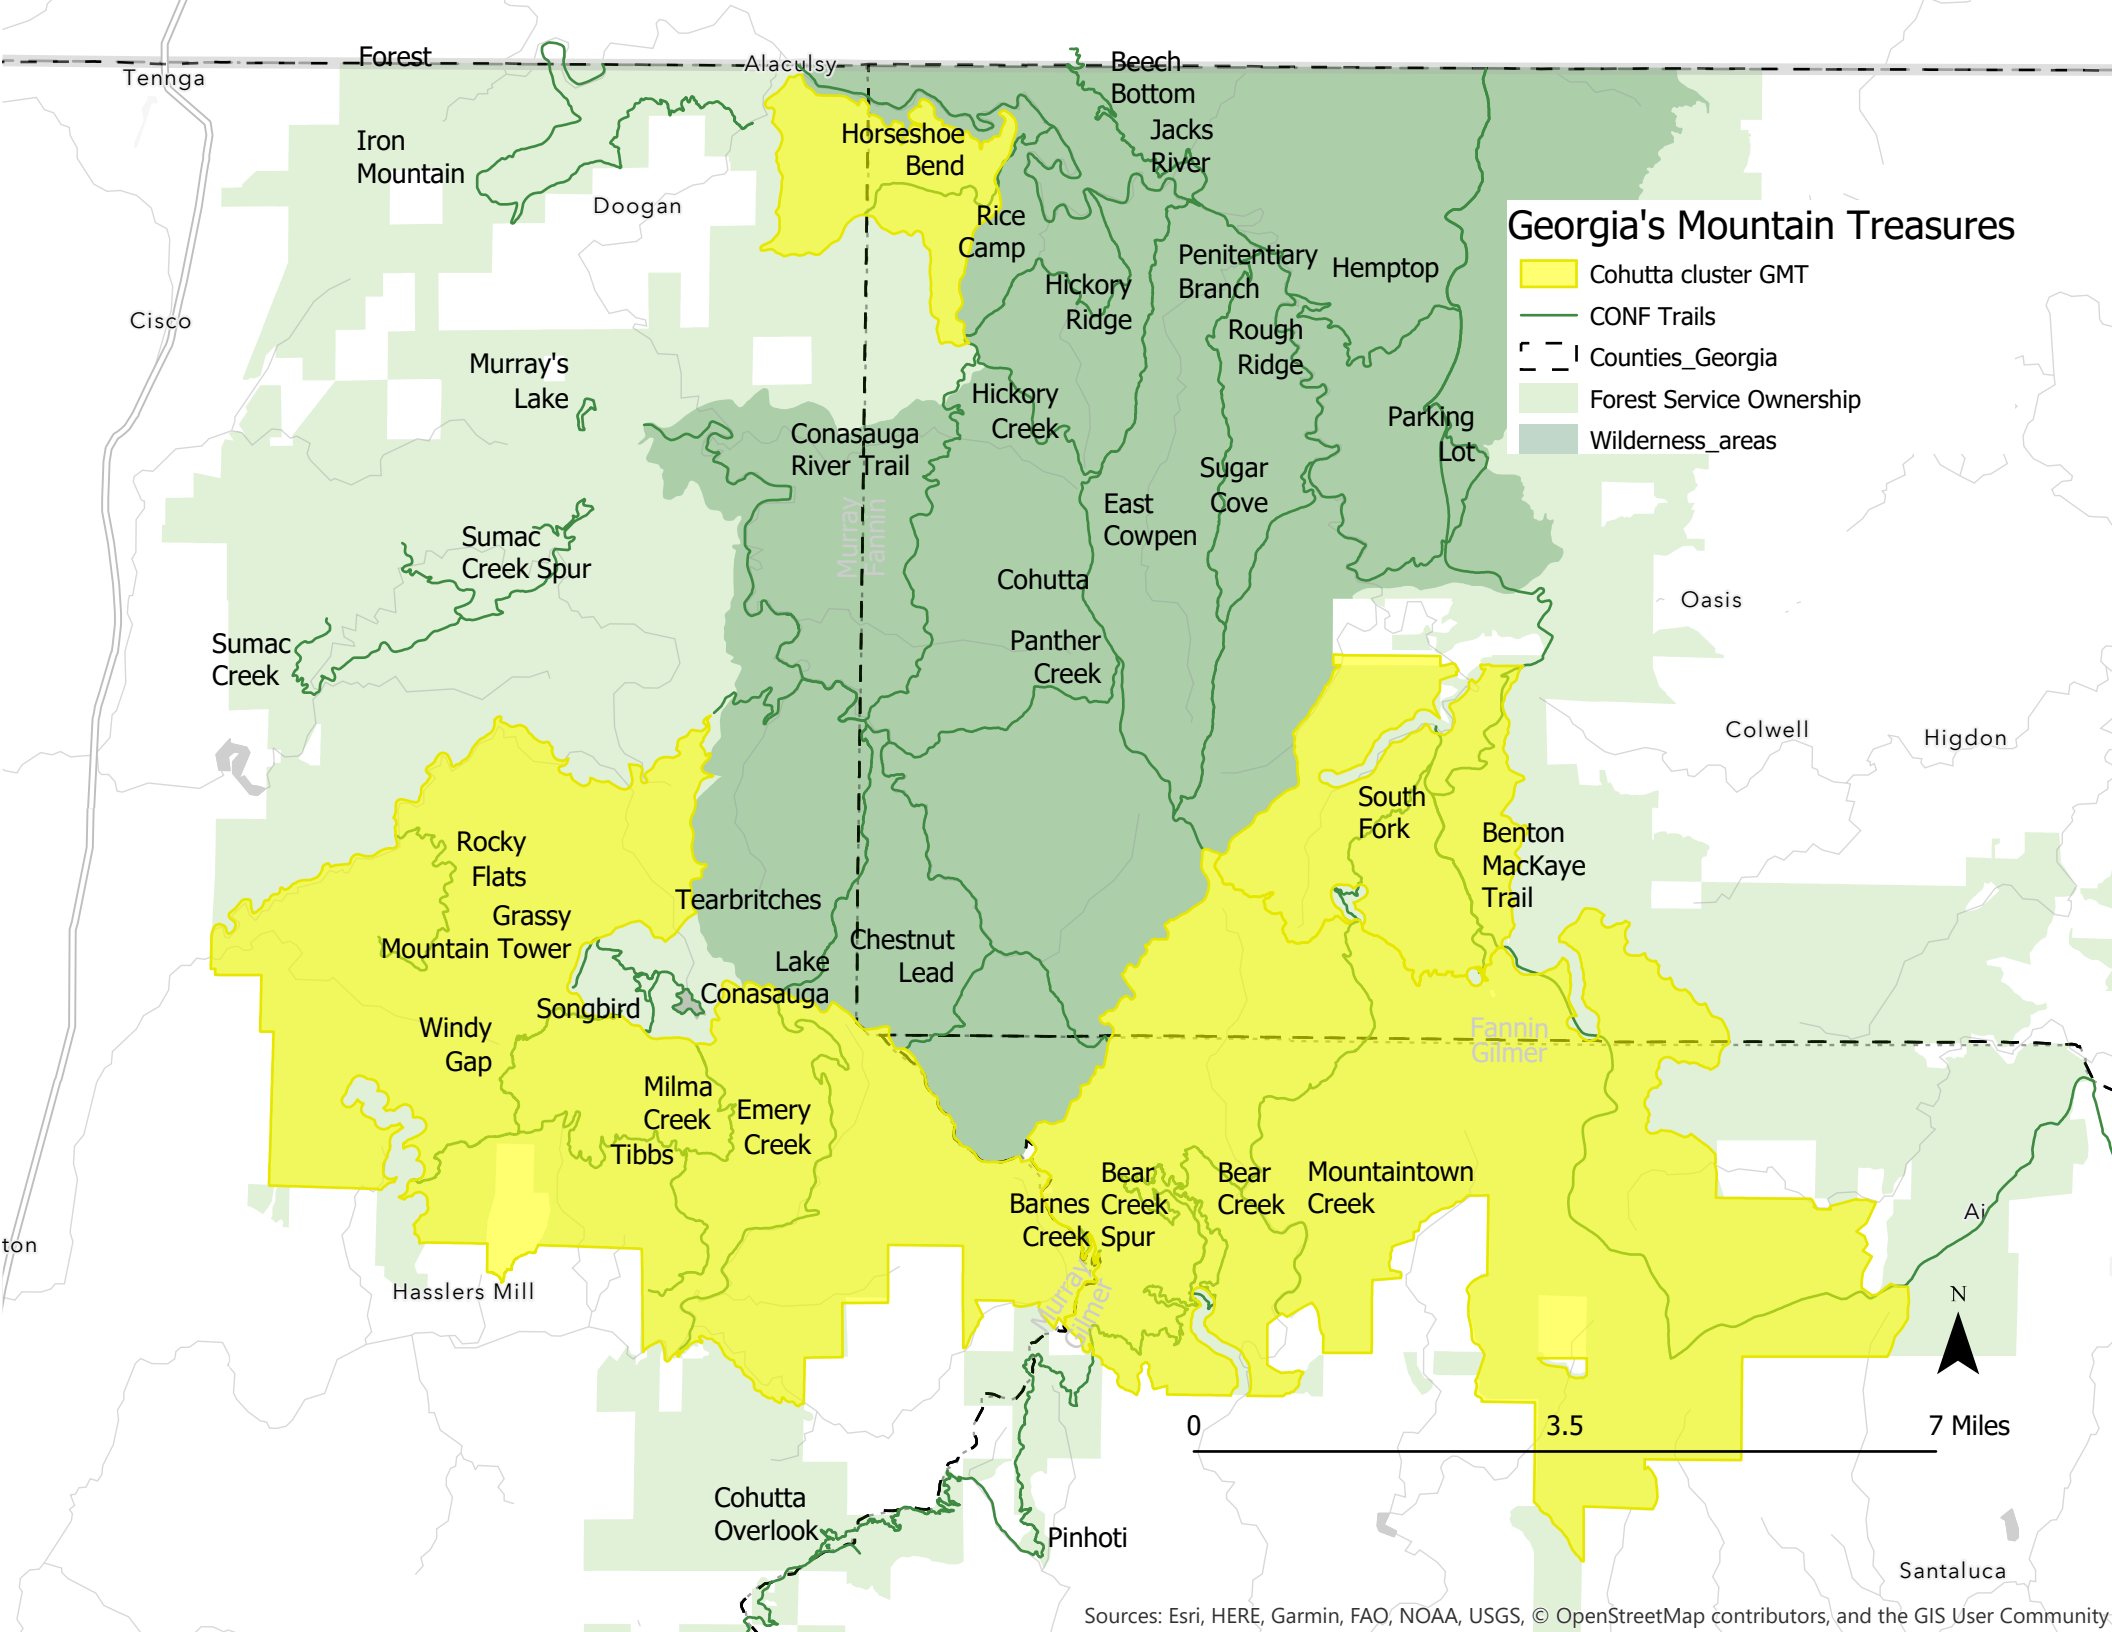 Forest
Tennga
Alaculsy
Beech
Bottom
Iron
Mountain
Horseshoe
Bend
Jacks
River
Doogan
Rice
Camp
Georgia's Mountain Treasures
Cohutta cluster GMT
CONF Trails
Counties_Georgia
Forest Service Ownership
Wilderness_areas
Penitentiary
Branch
Hemptop
Hickory
Ridge
Cisco
Rough
Ridge
Murray's
Lake
Hickory
Creek
Parking
Lot
Conasauga
River Trail
Sugar
Cove
East
Cowpen
Murray
Fannin
Sumac
Creek Spur
Cohutta
Oasis
Sumac
Creek
Panther
Creek
Colwell
Higdon
South
Fork
Rocky
Flats
Benton
MacKaye
Trail
Tearbritches
Grassy
Mountain Tower
Chestnut
Lead
Lake
Conasauga
Songbird
Windy
Gap
Fannin
Gilmer
Milma
Creek
Emery
Creek
Tibbs
Bear
Creek
Spur
Bear
Creek
Mountaintown
Creek
Barnes
Creek
Ai
ton
Hasslers Mill
Murray
Gilmer
N
0 3.5 7 Miles
Cohutta
Overlook
Pinhoti
Santaluca
Sources: Esri, HERE, Garmin, FAO, NOAA, USGS, © OpenStreetMap contributors, and the GIS User Community